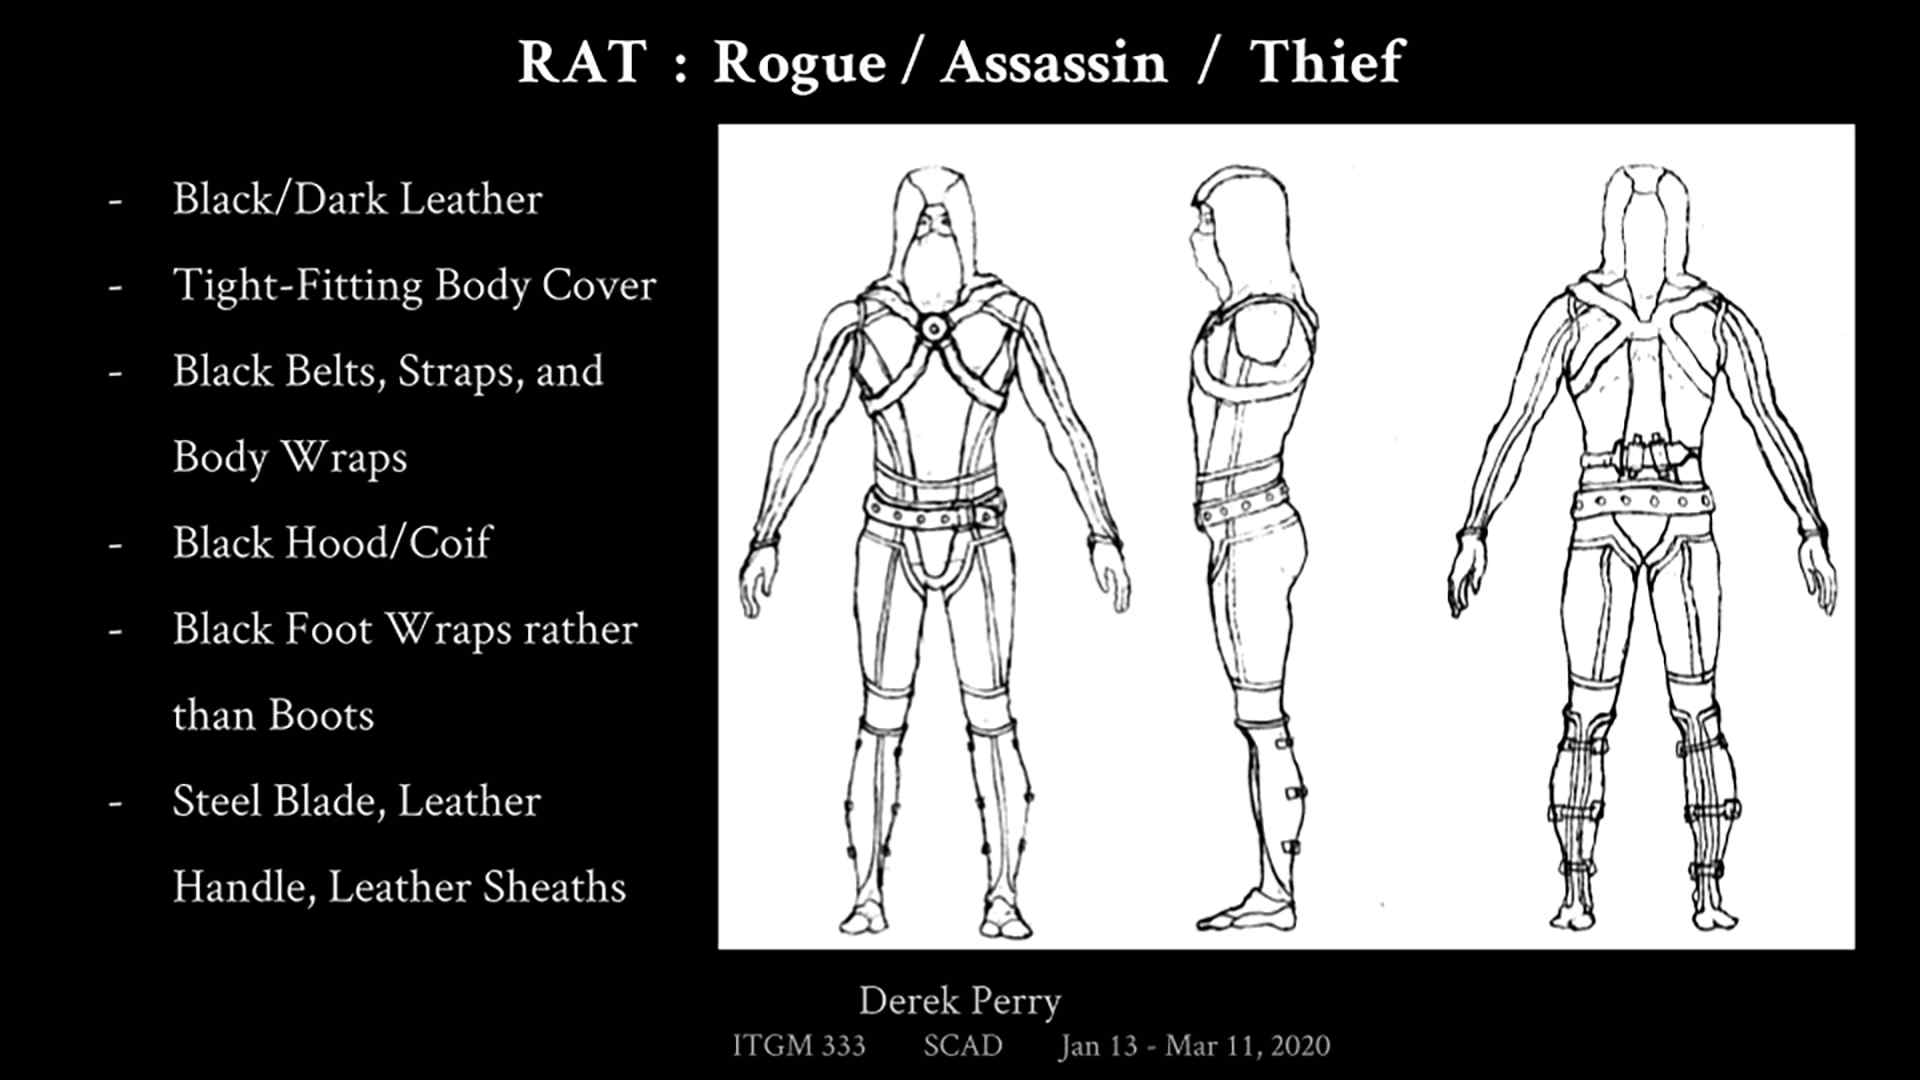 RAT : Rogue / Assassin / Thief
- Black/Dark Leather
- Tight-Fitting Body Cover
- Black Belts, Straps, and
Body Wraps
- Black Hood/Coif
- Black Foot Wraps rather
than Boots
- Steel Blade, Leather
Handle, Leather Sheaths
Derek Perry
ITGM 333 SCAD Jan 13 - Mar 11, 2020